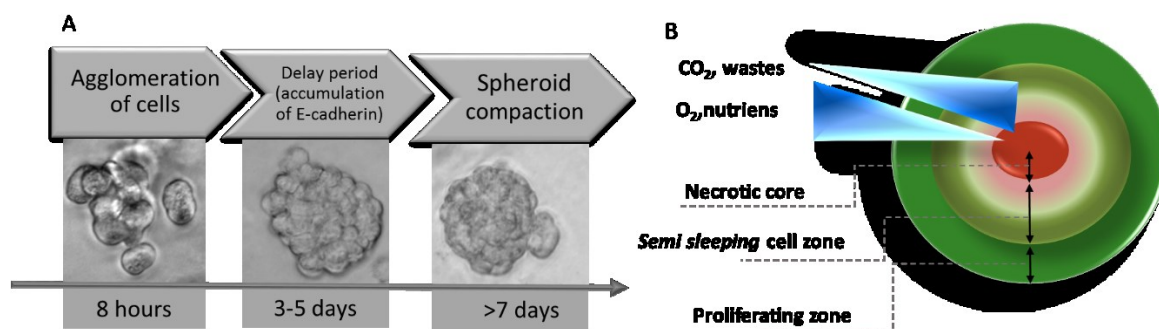 A
Agglomeration
of cells
Delay period
(accumulation
of E-cadherin)
Spheroid
compaction
8 hours
3-5 days
>7 days
B
CO₂, wastes
O₂,nutriens
Necrotic core
Semi sleeping cell zone
Proliferating zone